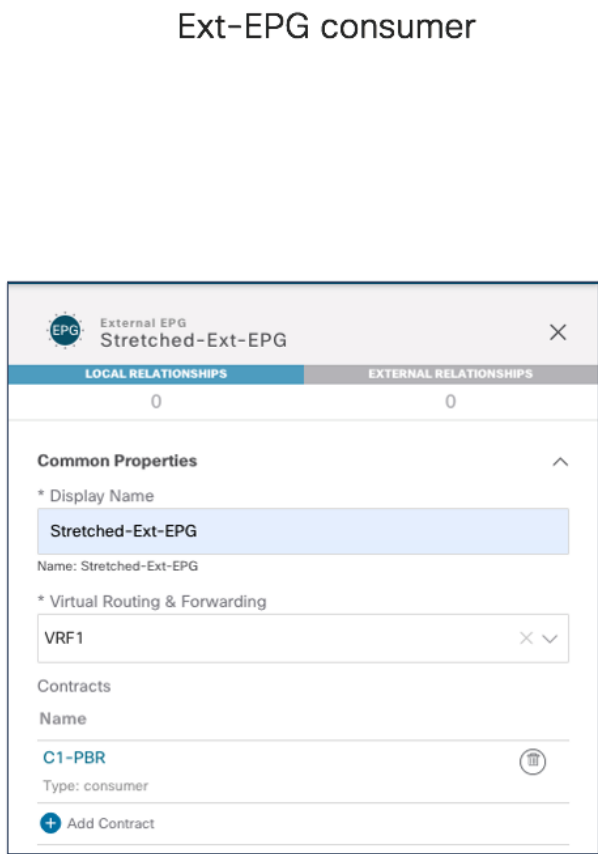 Ext-EPG consumer
EPG
External EPG
Stretched-Ext-EPG
LOCAL RELATIONSHIPS EXTERNAL RELATIONSHIPS
0 0
Common Properties
* Display Name
Stretched-Ext-EPG
Name: Stretched-Ext-EPG
* Virtual Routing & Forwarding
VRF1
Contracts
Name
C1-PBR
Type: consumer
Add Contract